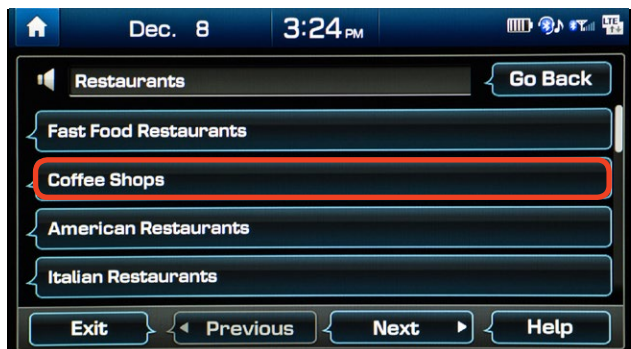 Dec. 8 3:24 PM LTE
Restaurants Go Back
Fast Food Restaurants
Coffee Shops
American Restaurants
Italian Restaurants
Exit Previous Next Help